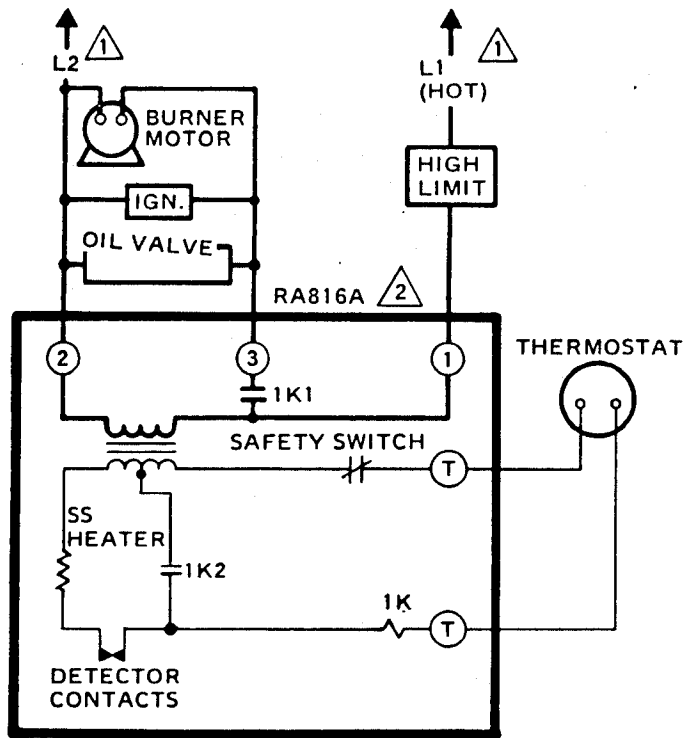 1
L2
1
L1
(HOT)
BURNER
MOTOR
HIGH
LIMIT
IGN.
OIL VALVE
RA816A
2
2
3
1
THERMOSTAT
1K1
SAFETY SWITCH
T
SS
HEATER
1K2
1K
T
DETECTOR
CONTACTS